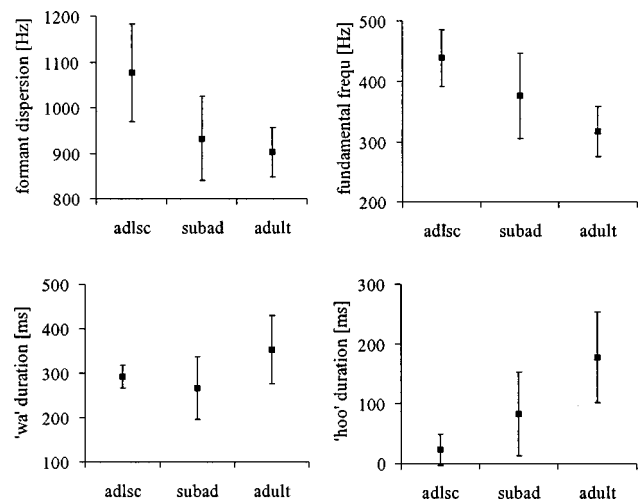 formant dispersion [Hz]
1200
1100
1000
900
800
adlsc subad adult
fundamental frequ [Hz]
500
400
300
200
adlsc subad adult
'wa' duration [ms]
500
400
300
200
100
adlsc subad adult
'hoo' duration [ms]
300
200
100
0
adlsc subad adult